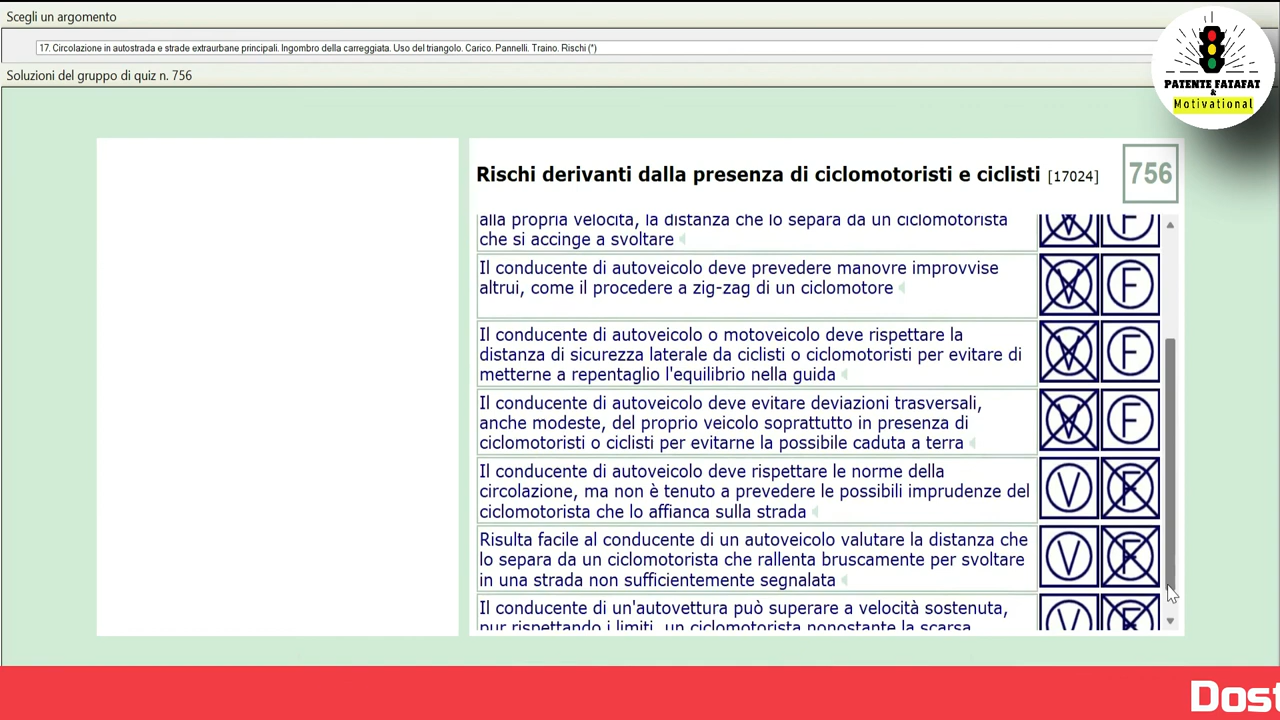 Scegli un argomento
17. Circolazione in autostrada e strade extraurbane principali. Ingombro della carreggiata. Uso del triangolo. Carico. Pannelli. Traino. Rischi (*)
PATENTE FATAFAT
&
Motivational
Soluzioni del gruppo di quiz n. 756
Rischi derivanti dalla presenza di ciclomotoristi e ciclisti [17024]
756
alla propria velocità, la distanza che lo separa da un ciclomotorista
che si accinge a svoltare
V F
Il conducente di autoveicolo deve prevedere manovre improvvise
altrui, come il procedere a zig-zag di un ciclomotore
V F
Il conducente di autoveicolo o motoveicolo deve rispettare la
distanza di sicurezza laterale da ciclisti o ciclomotoristi per evitare di
metterne a repentaglio l'equilibrio nella guida
V F
Il conducente di autoveicolo deve evitare deviazioni trasversali,
anche modeste, del proprio veicolo soprattutto in presenza di
ciclomotoristi o ciclisti per evitarne la possibile caduta a terra
V F
Il conducente di autoveicolo deve rispettare le norme della
circolazione, ma non è tenuto a prevedere le possibili imprudenze del
ciclomotorista che lo affianca sulla strada
V F
Risulta facile al conducente di un autoveicolo valutare la distanza che
lo separa da un ciclomotorista che rallenta bruscamente per svoltare
in una strada non sufficientemente segnalata
V F
Il conducente di un'autovettura può superare a velocità sostenuta,
pur rispettando i limiti, un ciclomotorista nonostante la scarsa
V F
Dost